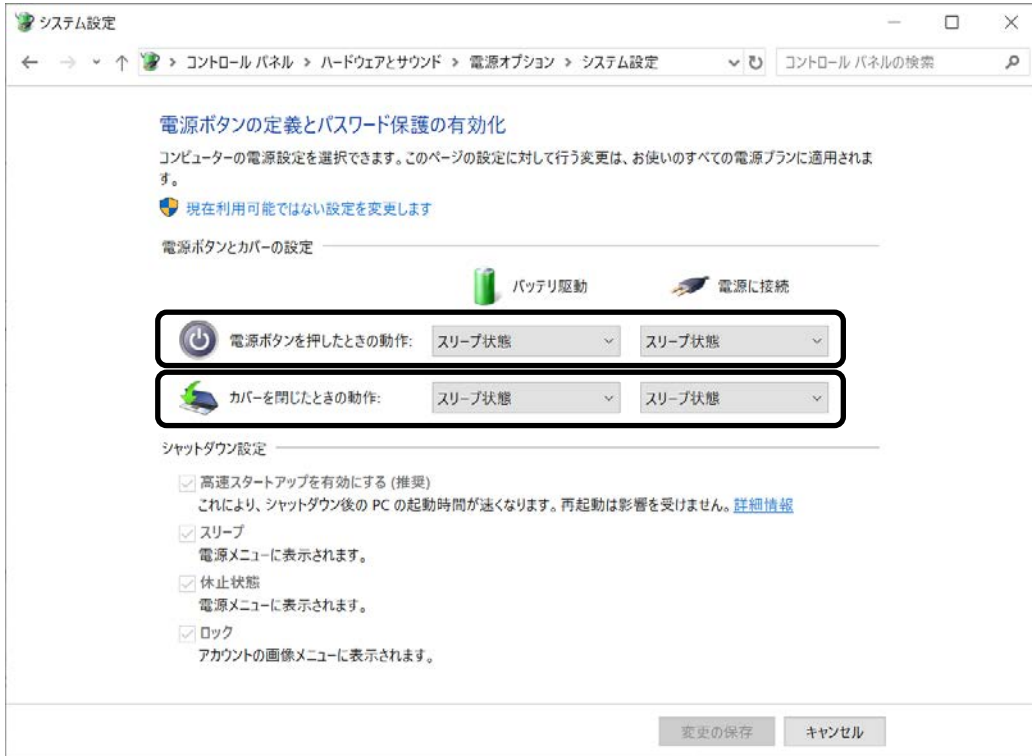 システム設定
コントロール パネル > ハードウェアとサウンド > 電源オプション > システム設定 コントロール パネルの検索
電源ボタンの定義とパスワード保護の有効化
コンピューターの電源設定を選択できます。このページの設定に対して行う変更は、お使いのすべての電源プランに適用されま
す。
現在利用可能ではない設定を変更します
電源ボタンとカバーの設定
バッテリ駆動 電源に接続
電源ボタンを押したときの動作: スリープ状態 スリープ状態
カバーを閉じたときの動作: スリープ状態 スリープ状態
シャットダウン設定
高速スタートアップを有効にする (推奨)
これにより、シャットダウン後の PC の起動時間が速くなります。再起動は影響を受けません。詳細情報
スリープ
電源メニューに表示されます。
休止状態
電源メニューに表示されます。
ロック
アカウントの画像メニューに表示されます。
変更の保存 キャンセル